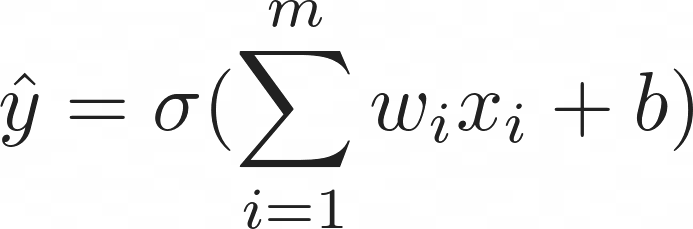 ŷ = σ(∑_{i=1}^{m} w_i x_i + b)